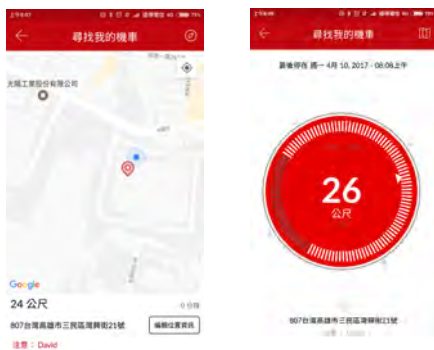 尋找我的機車
光陽工業股份有限公司
Google
24 公尺
0 分鐘
807台灣高雄市三民區灣興街21號
編輯位置資訊
注意：David
尋找我的機車
最後停在 週一 4月 10, 2017 - 08:08上午
26
公尺
807台灣高雄市三民區灣興街21號